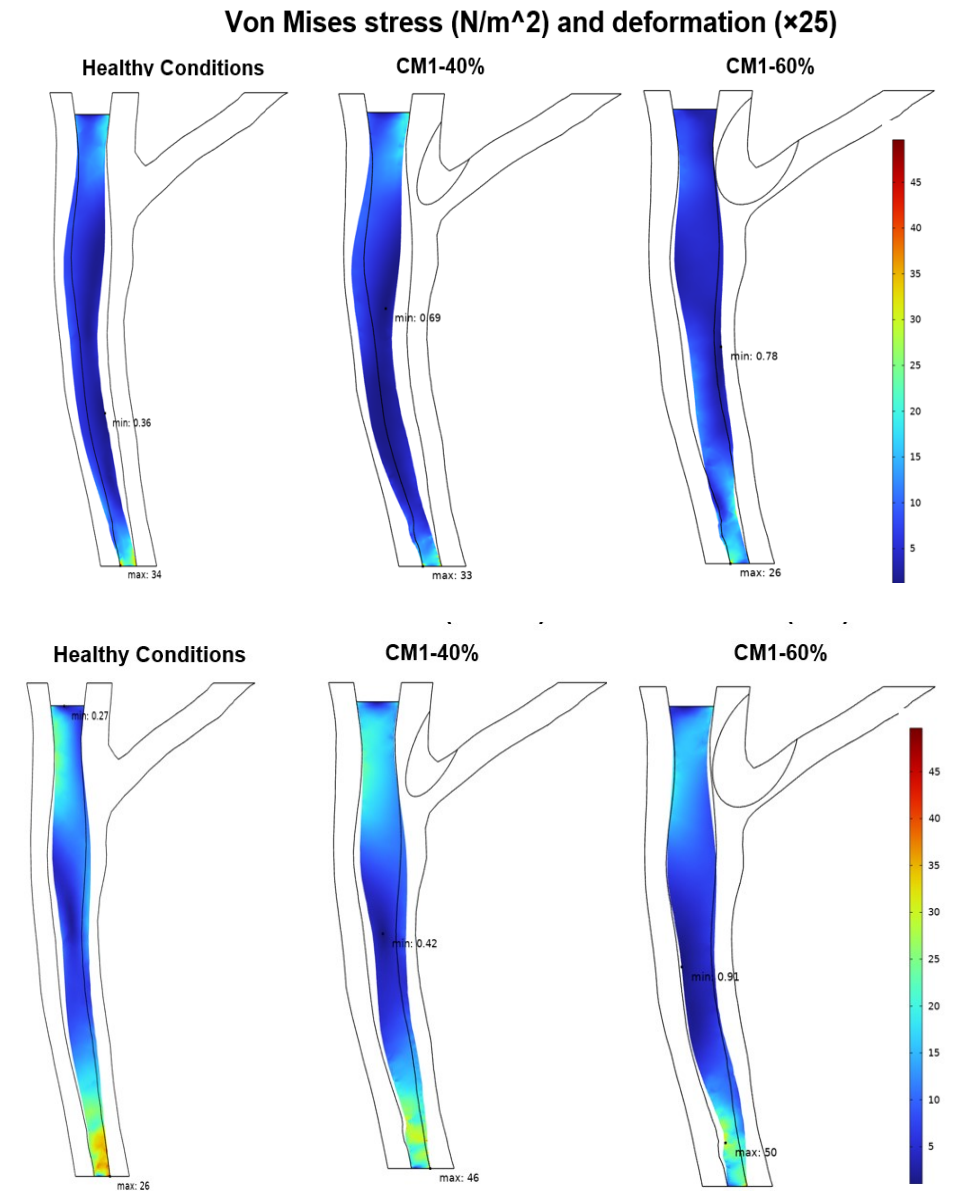 Von Mises stress (N/m^2) and deformation (×25)
Healthy Conditions
CM1-40%
CM1-60%
45
40
35
30
25
20
15
10
5
min: 0.69
min: 0.78
min: 0.36
max: 34
max: 33
max: 26
Healthy Conditions
CM1-40%
CM1-60%
min: 0.27
45
40
35
30
25
20
15
10
5
min: 0.42
min: 0.91
max: 50
max: 46
max: 26